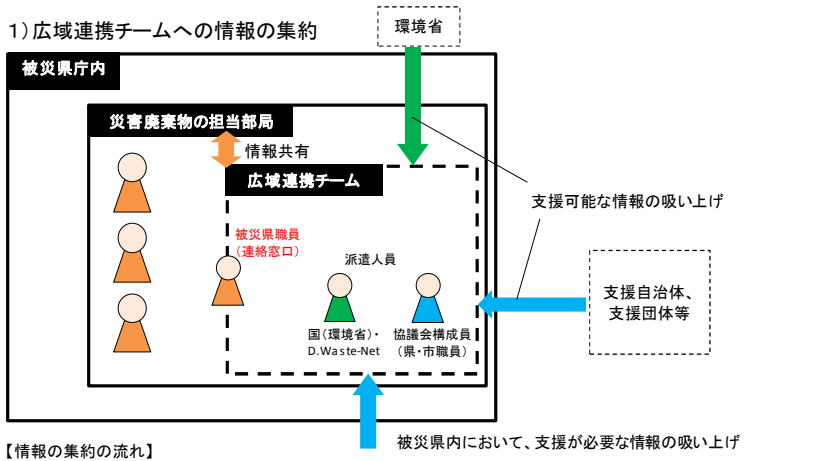 1)広域連携チームへの情報の集約
環境省
被災県庁内
災害廃棄物の担当部局
情報共有
広域連携チーム
支援可能な情報の吸い上げ
被災県職員
(連絡窓口)
派遣人員
支援自治体、
支援団体等
国(環境省)・
D.Waste-Net
協議会構成員
(県・市職員)
被災県内において、支援が必要な情報の吸い上げ
【情報の集約の流れ】